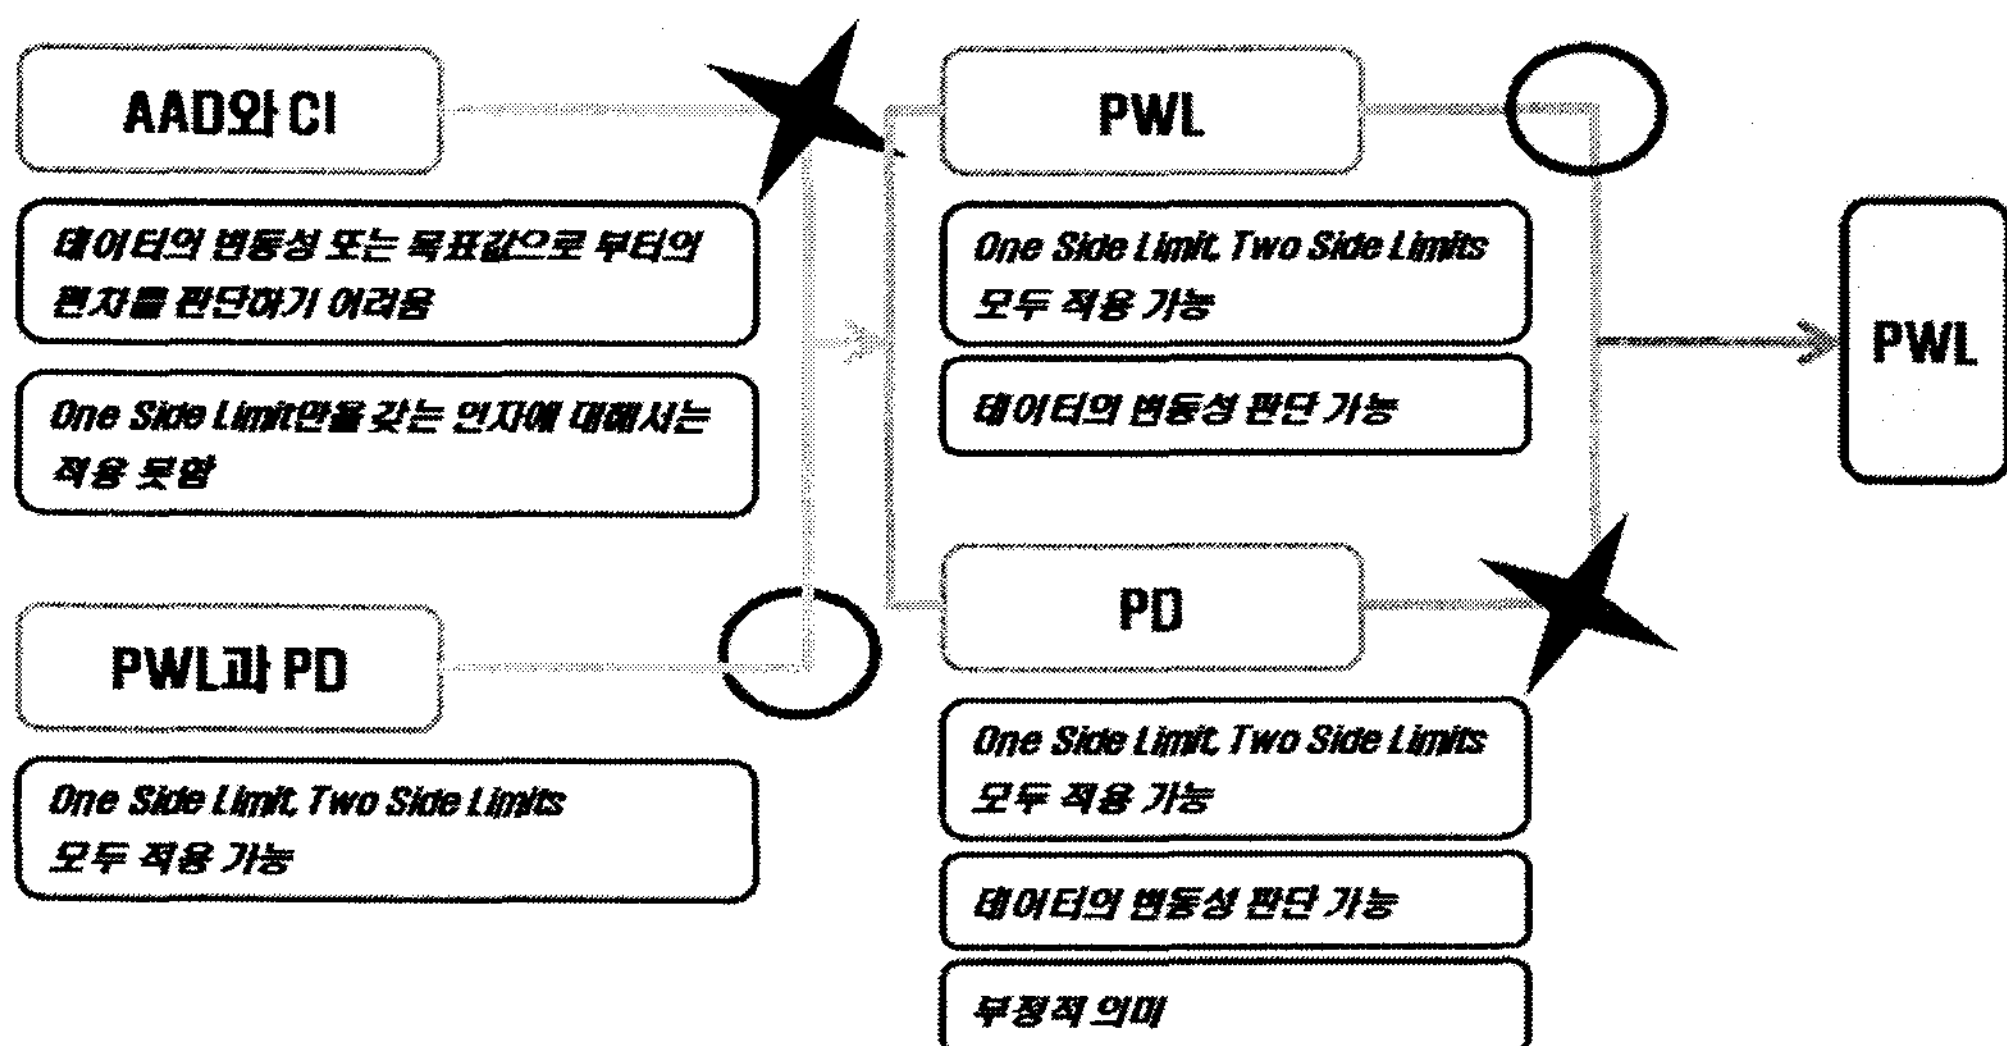 AAD와 CI
데이터의 변동성 또는 목표값으로 부터의
편차를 판단하기 어려움
One Side Limit만을 갖는 인자에 대해서는
적용 못함
PWL과 PD
One Side Limit, Two Side Limits
모두 적용 가능
PWL
One Side Limit, Two Side Limits
모두 적용 가능
데이터의 변동성 판단 가능
PD
One Side Limit, Two Side Limits
모두 적용 가능
데이터의 변동성 판단 가능
부정적 의미
PWL